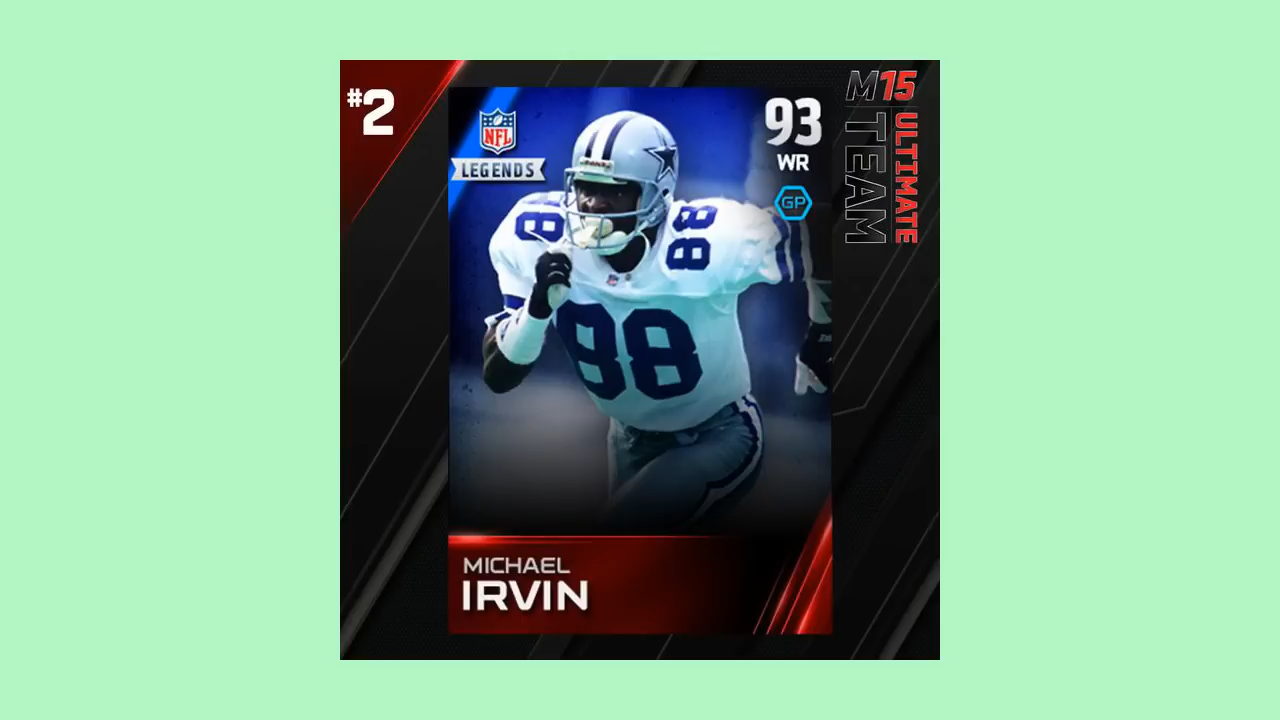 #2
M15
ULTIMATE
TEAM
NFL
LEGENDS
93
WR
GP
88
88
88
MICHAEL
IRVIN